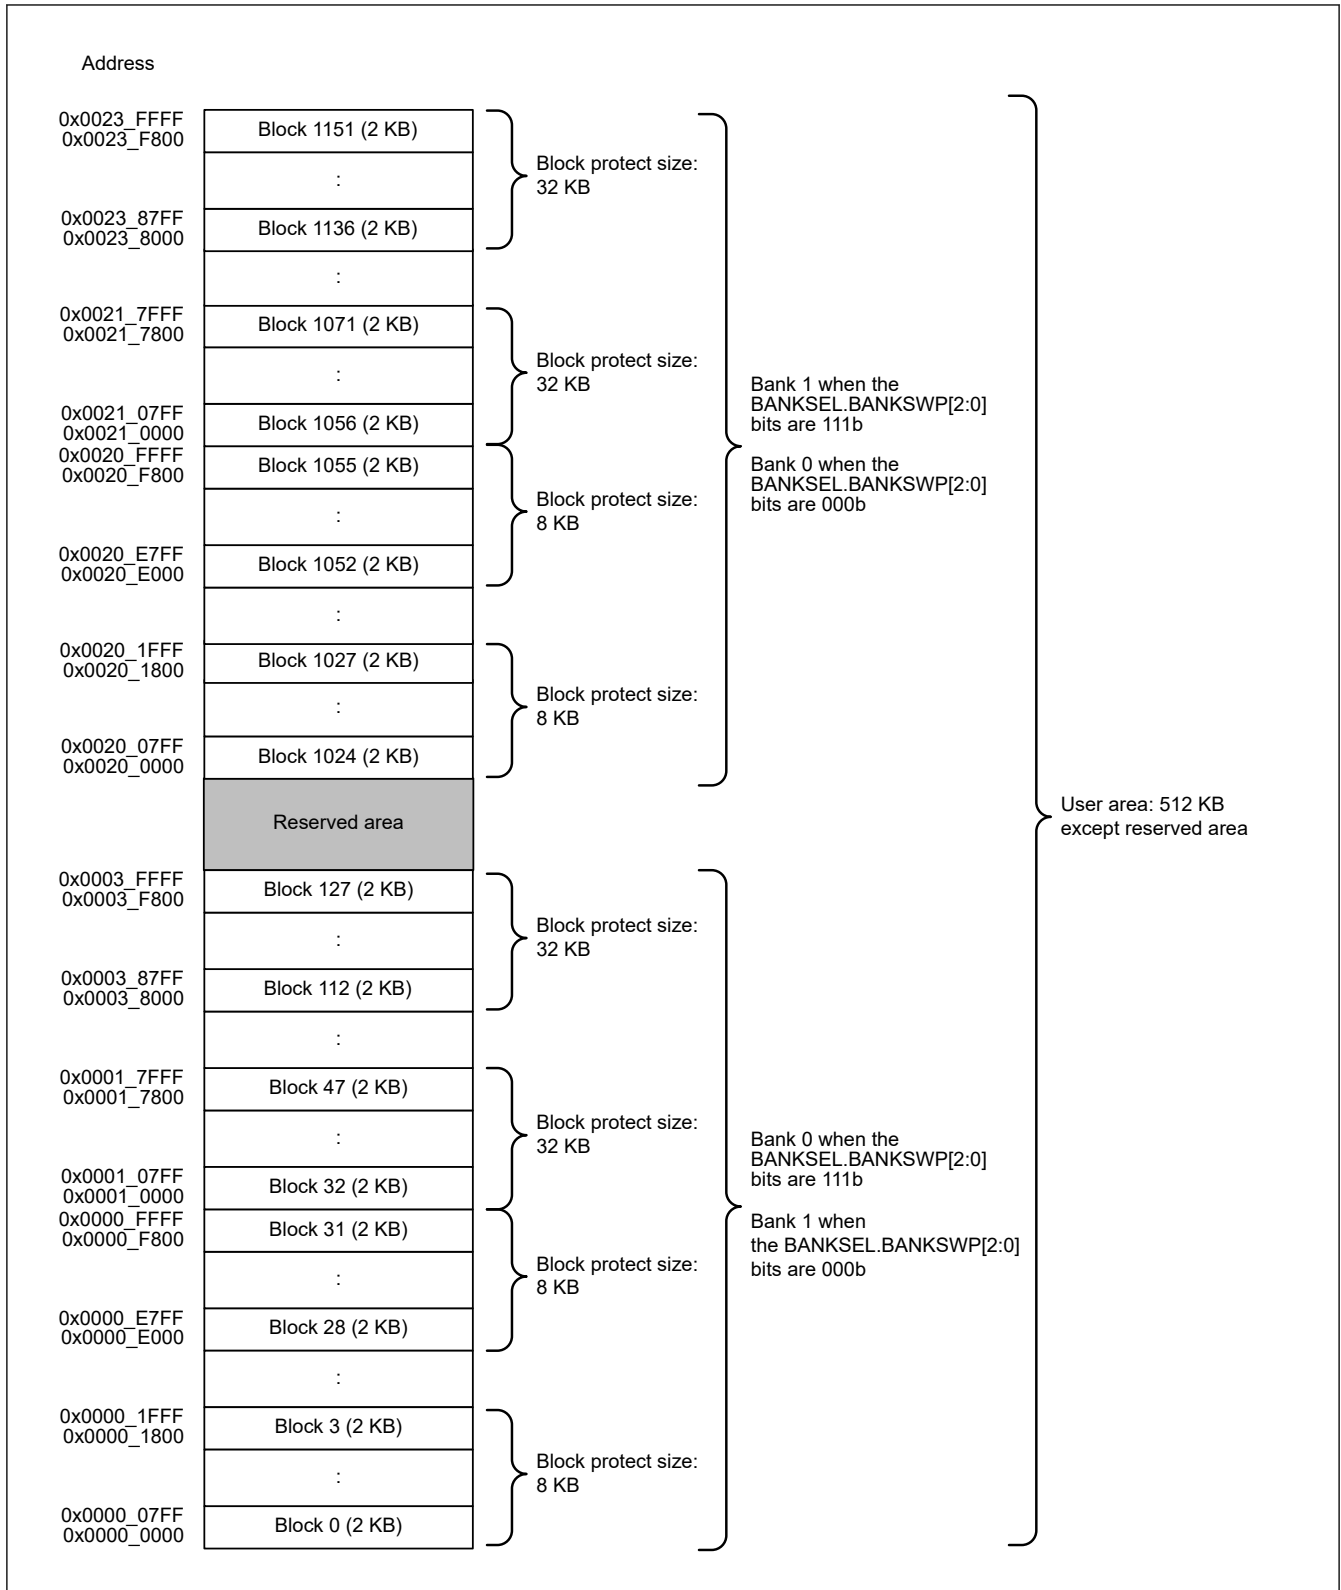 Address
0x0023_FFFF
0x0023_F800
Block 1151 (2 KB)
:
Block protect size:
32 KB
0x0023_87FF
0x0023_8000
Block 1136 (2 KB)
:
0x0021_7FFF
0x0021_7800
Block 1071 (2 KB)
:
Block protect size:
32 KB
0x0021_07FF
0x0021_0000
Block 1056 (2 KB)
0x0020_FFFF
0x0020_F800
Block 1055 (2 KB)
:
Block protect size:
8 KB
0x0020_E7FF
0x0020_E000
Block 1052 (2 KB)
:
0x0020_1FFF
0x0020_1800
Block 1027 (2 KB)
:
Block protect size:
8 KB
0x0020_07FF
0x0020_0000
Block 1024 (2 KB)
Bank 1 when the
BANKSEL.BANKSWP[2:0]
bits are 111b
Bank 0 when the
BANKSEL.BANKSWP[2:0]
bits are 000b
Reserved area
User area: 512 KB
except reserved area
0x0003_FFFF
0x0003_F800
Block 127 (2 KB)
:
Block protect size:
32 KB
0x0003_87FF
0x0003_8000
Block 112 (2 KB)
:
0x0001_7FFF
0x0001_7800
Block 47 (2 KB)
:
Block protect size:
32 KB
0x0001_07FF
0x0001_0000
Block 32 (2 KB)
0x0000_FFFF
0x0000_F800
Block 31 (2 KB)
:
Block protect size:
8 KB
0x0000_E7FF
0x0000_E000
Block 28 (2 KB)
:
0x0000_1FFF
0x0000_1800
Block 3 (2 KB)
:
Block protect size:
8 KB
0x0000_07FF
0x0000_0000
Block 0 (2 KB)
Bank 0 when the
BANKSEL.BANKSWP[2:0]
bits are 111b
Bank 1 when
the BANKSEL.BANKSWP[2:0]
bits are 000b